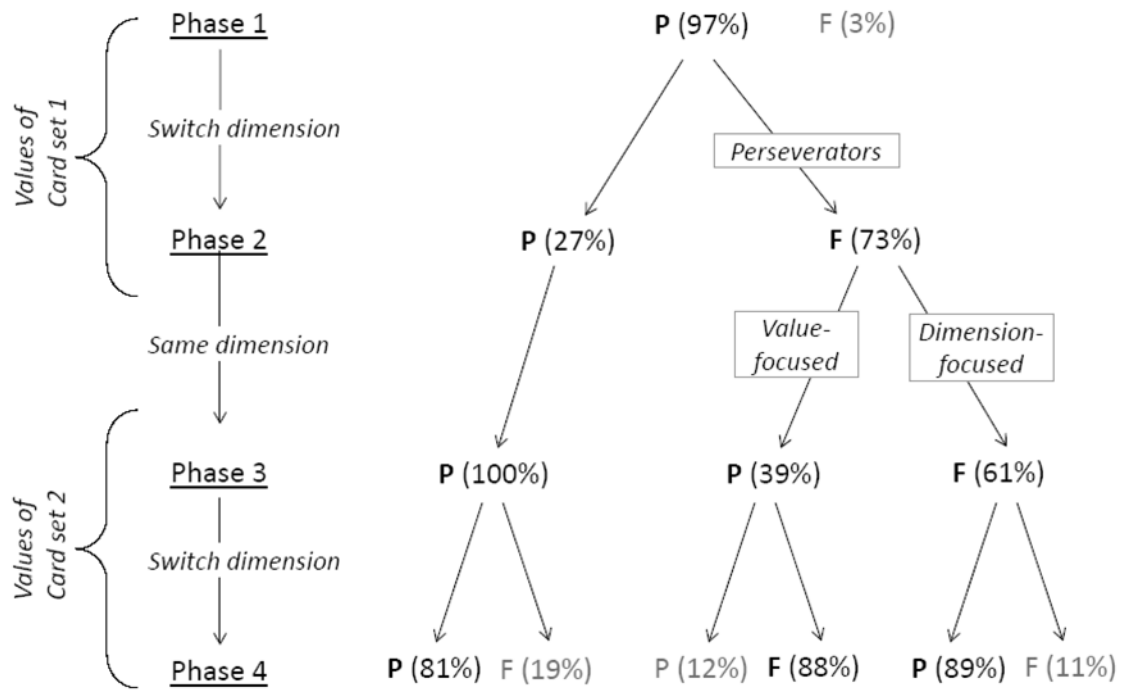 Phase 1
P (97%) F (3%)
Values of
Card set 1
Switch dimension
Perseverators
Phase 2
P (27%) F (73%)
Same dimension
Value-
focused
Dimension-
focused
Phase 3
P (100%) P (39%) F (61%)
Values of
Card set 2
Switch dimension
Phase 4
P (81%) F (19%) P (12%) F (88%) P (89%) F (11%)